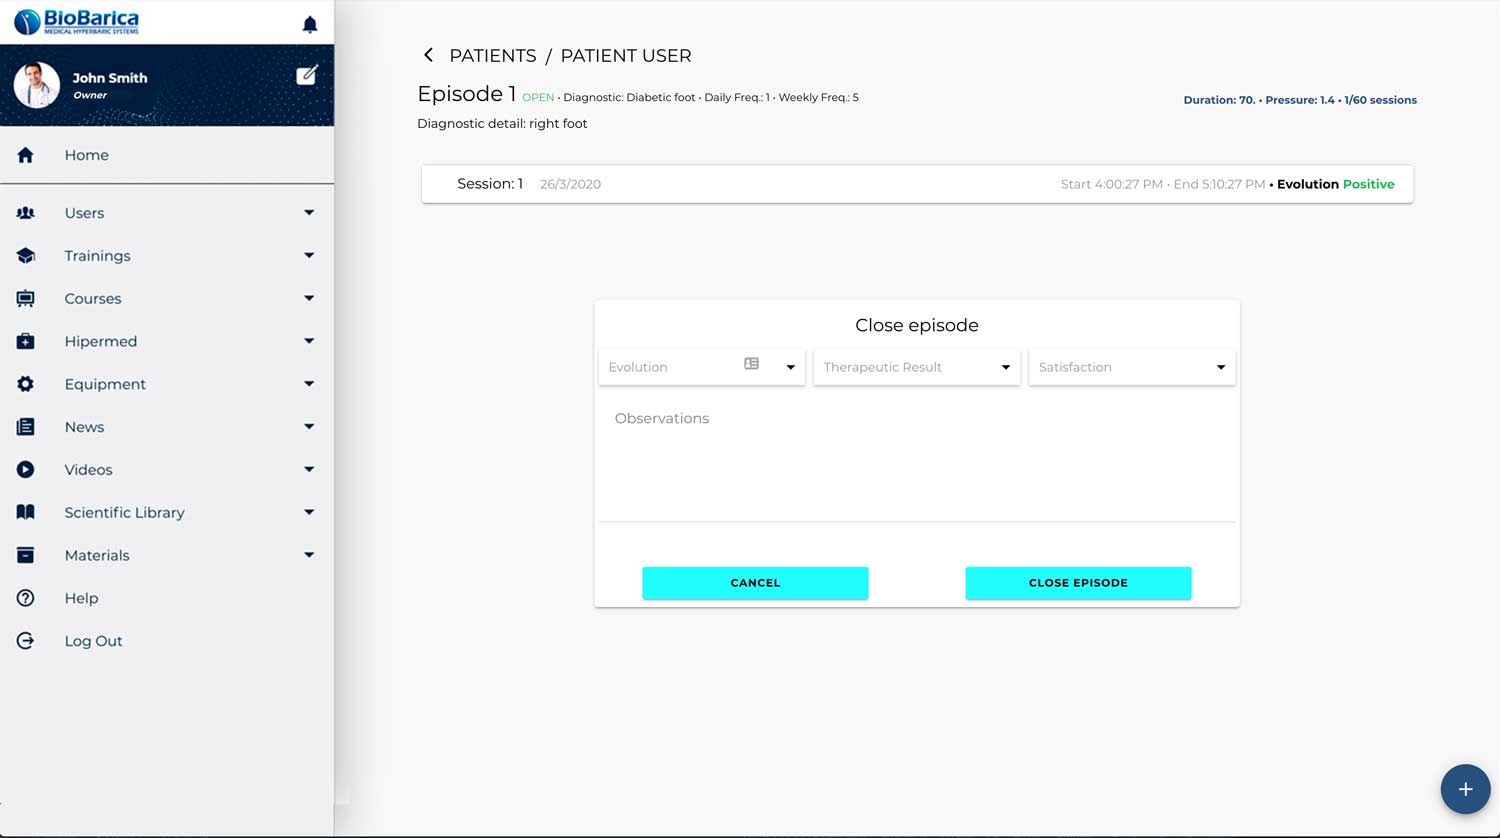 BioBarica
MEDICAL HYPERBARIC SYSTEMS
John Smith
Owner
Home
Users
Trainings
Courses
Hipermed
Equipment
News
Videos
Scientific Library
Materials
Help
Log Out
PATIENTS / PATIENT USER
Episode 1 OPEN • Diagnostic: Diabetic foot • Daily Freq.: 1 • Weekly Freq.: 5
Duration: 70. • Pressure: 1.4 • 1/60 sessions
Diagnostic detail: right foot
Session: 1 26/3/2020 Start 4:00:27 PM • End 5:10:27 PM • Evolution Positive
Close episode
Evolution Therapeutic Result Satisfaction
Observations
CANCEL CLOSE EPISODE